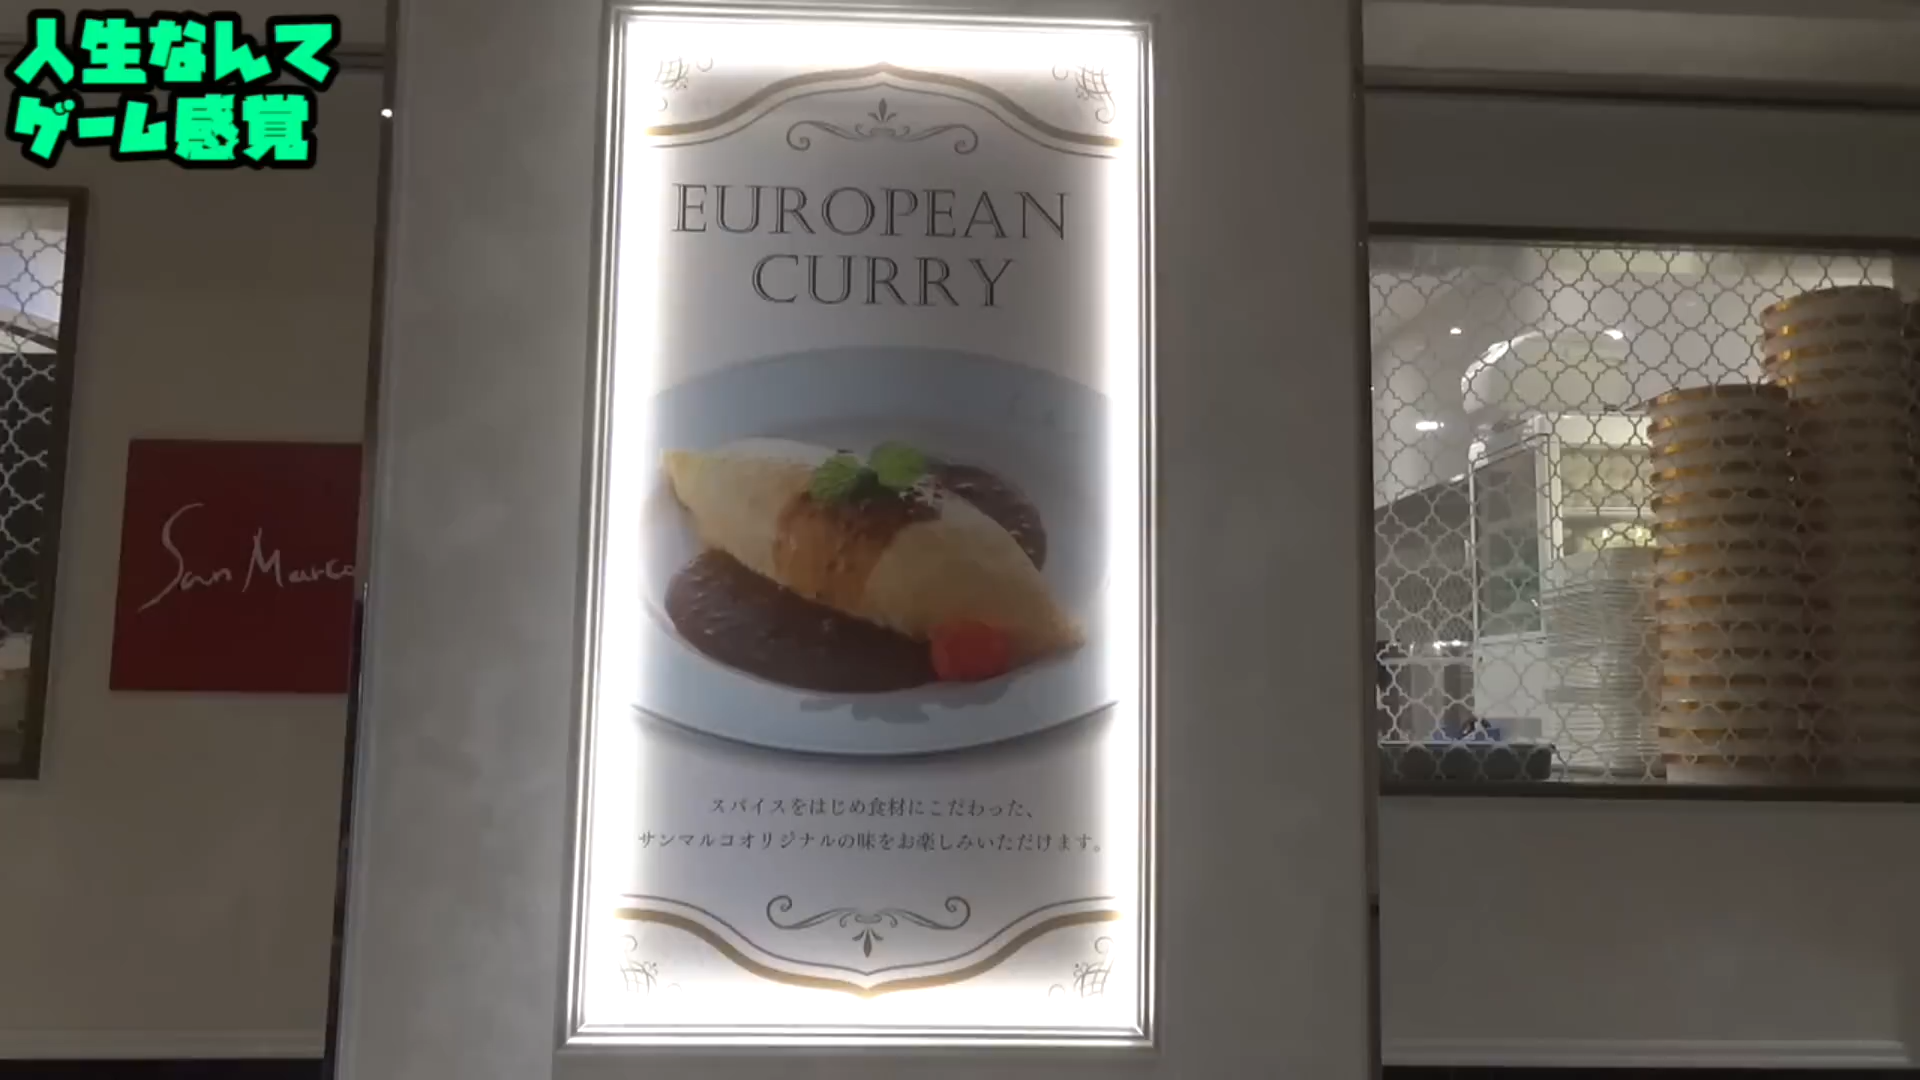 人生なんて
ゲーム感覚
EUROPEAN
CURRY
San Marco
スパイスをはじめ食材にこだわった、
サンマルコオリジナルの味をお楽しみいただけます。